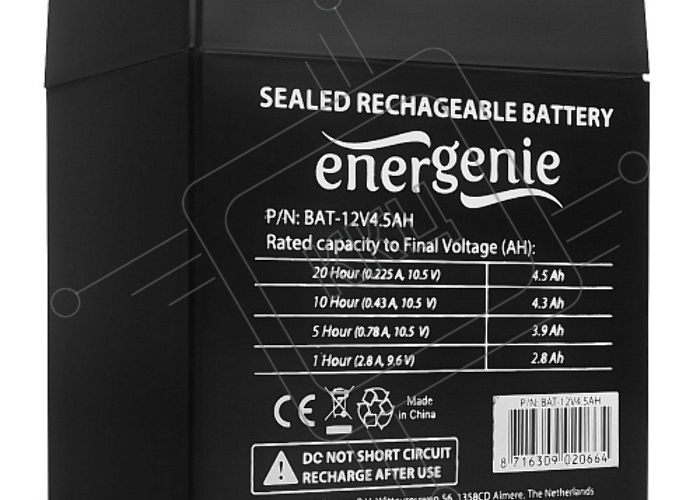 SEALED RECHAGEABLE BATTERY
energenie
P/N: BAT-12V4.5AH
Rated capacity to Final Voltage (AH):
20 Hour (0.225 A, 10.5 V) 4.5 Ah
10 Hour (0.43 A, 10.5 V) 4.3 Ah
5 Hour (0.78 A, 10.5 V) 3.9 Ah
1 Hour (2.8 A, 9.6 V) 2.8 Ah
CE
Made
in China
P/N: BAT-12V4.5AH
8 716309 020664
DO NOT SHORT CIRCUIT
RECHARGE AFTER USE
56, 1358CD Almere, The Netherlands